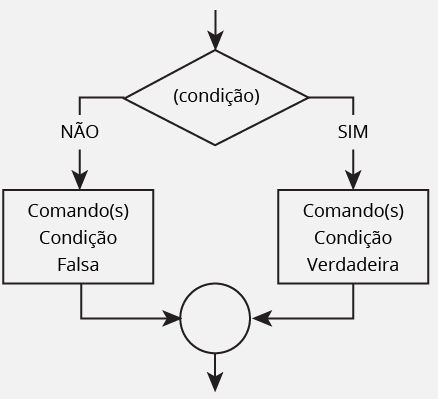 (condição)
NÃO
SIM
Comando(s)
Condição
Falsa
Comando(s)
Condição
Verdadeira